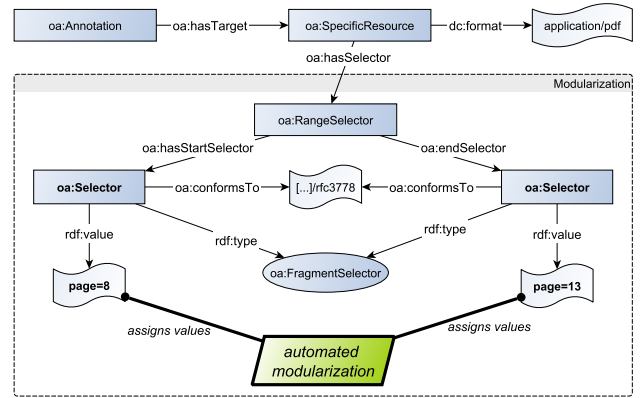 oa:Annotation
oa:hasTarget
oa:SpecificResource
dc:format
application/pdf
oa:hasSelector
Modularization
oa:RangeSelector
oa:hasStartSelector
oa:endSelector
oa:Selector
oa:conformsTo
[...]/rfc3778
oa:conformsTo
oa:Selector
rdf:value
rdf:type
rdf:type
rdf:value
oa:FragmentSelector
page=8
page=13
assigns values
assigns values
automated
modularization